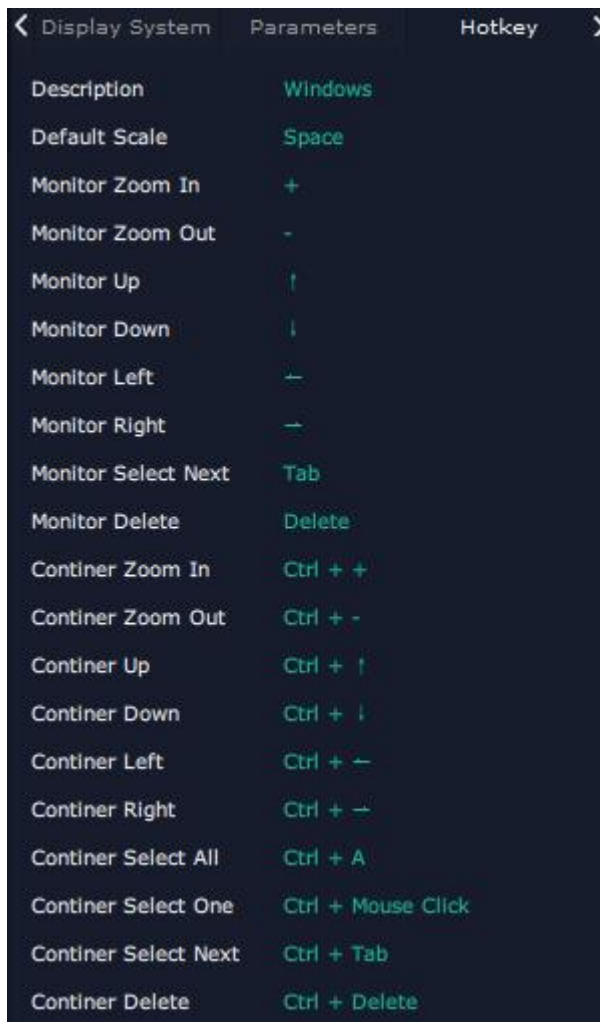 Display System Parameters Hotkey
Description Windows
Default Scale Space
Monitor Zoom In +
Monitor Zoom Out -
Monitor Up ↑
Monitor Down ↓
Monitor Left ←
Monitor Right →
Monitor Select Next Tab
Monitor Delete Delete
Continer Zoom In Ctrl + +
Continer Zoom Out Ctrl + -
Continer Up Ctrl + ↑
Continer Down Ctrl + ↓
Continer Left Ctrl + ←
Continer Right Ctrl + →
Continer Select All Ctrl + A
Continer Select One Ctrl + Mouse Click
Continer Select Next Ctrl + Tab
Continer Delete Ctrl + Delete